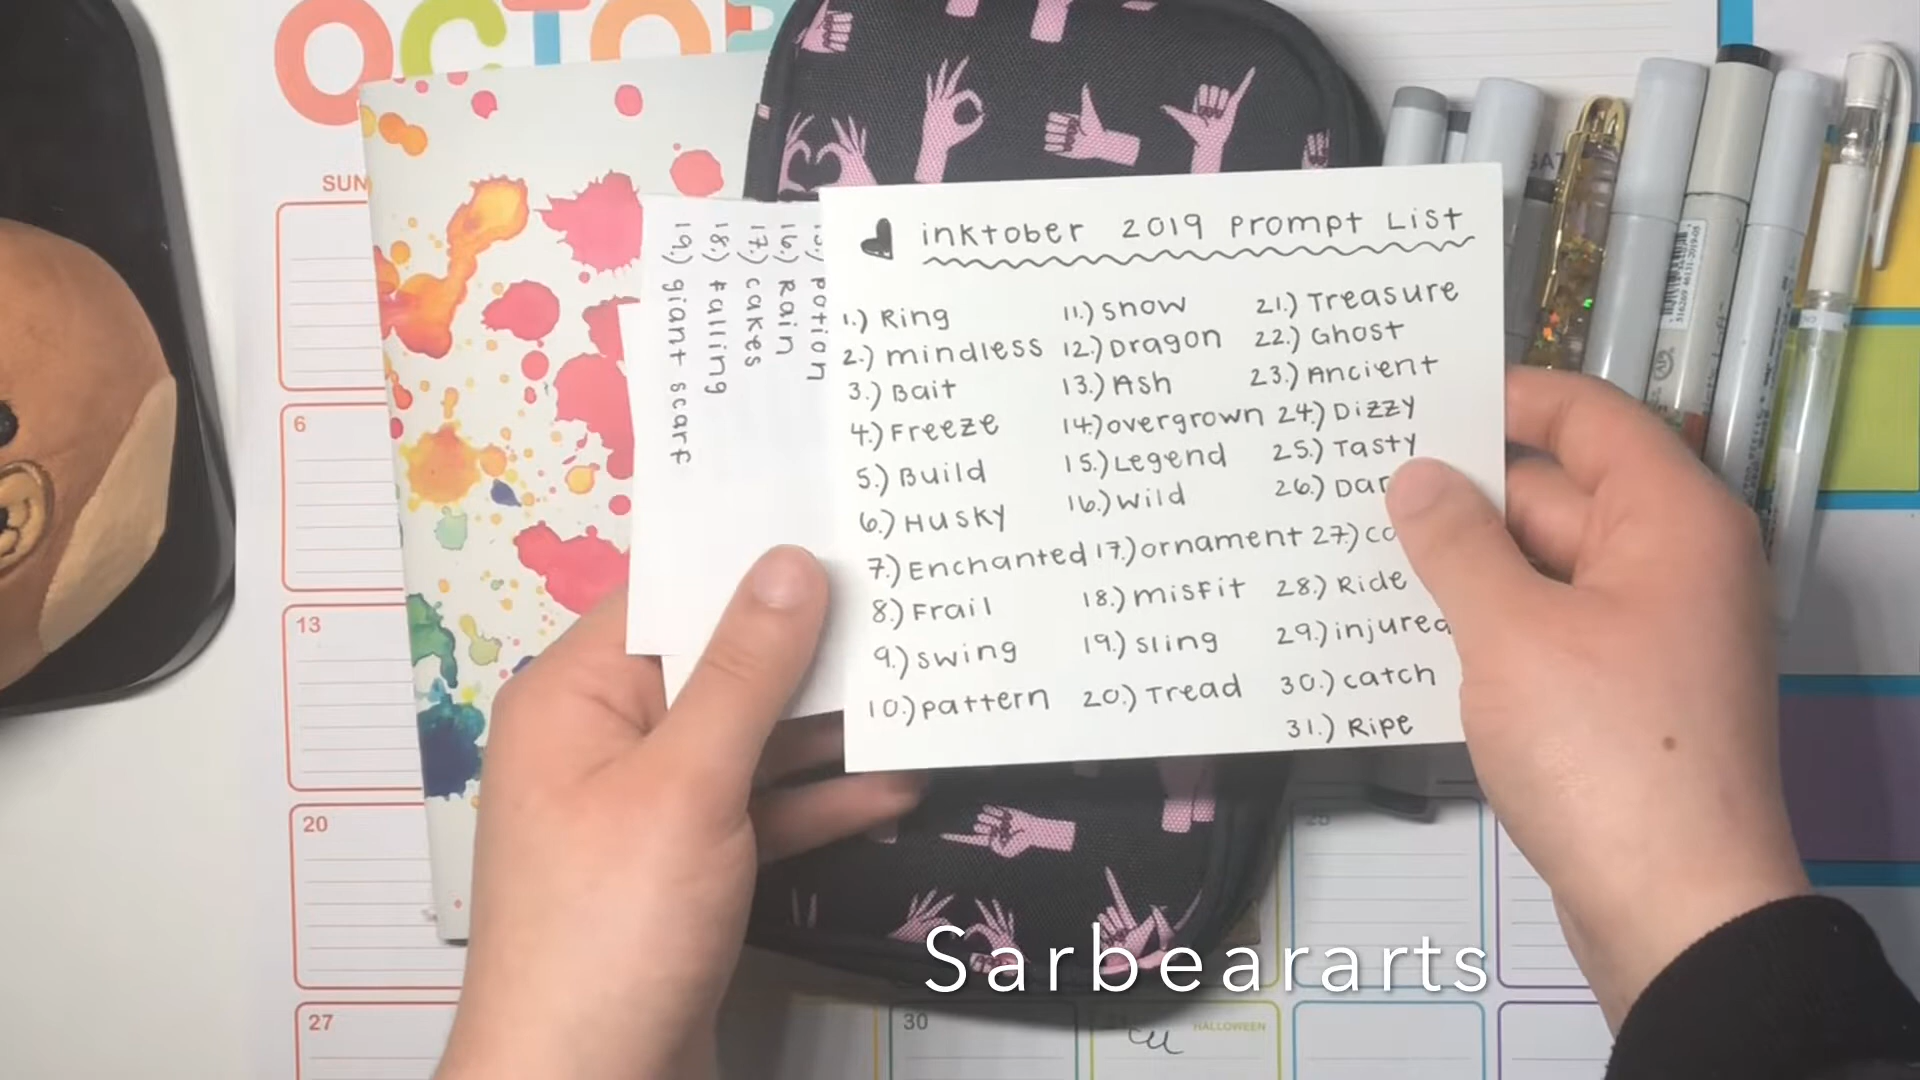 SUN
6
13
20
27
30
HALLOWEEN
inktober 2019 prompt List
1.) Ring
2.) mindless
3.) Bait
4.) Freeze
5.) Build
6.) Husky
7.) Enchanted
8.) Frail
9.) swing
10.) pattern
11.) snow
12.) Dragon
13.) Ash
14.) overgrown
15.) Legend
16.) Wild
17.) ornament
18.) misfit
19.) sling
20.) Tread
21.) Treasure
22.) Ghost
23.) Ancient
24.) Dizzy
25.) Tasty
26.)
27.)
28.) Ride
29.) injured
30.) catch
31.) Ripe
potion
16.) Rain
17.) cakes
18.) falling
19.) giant scarf
Sarbeararts